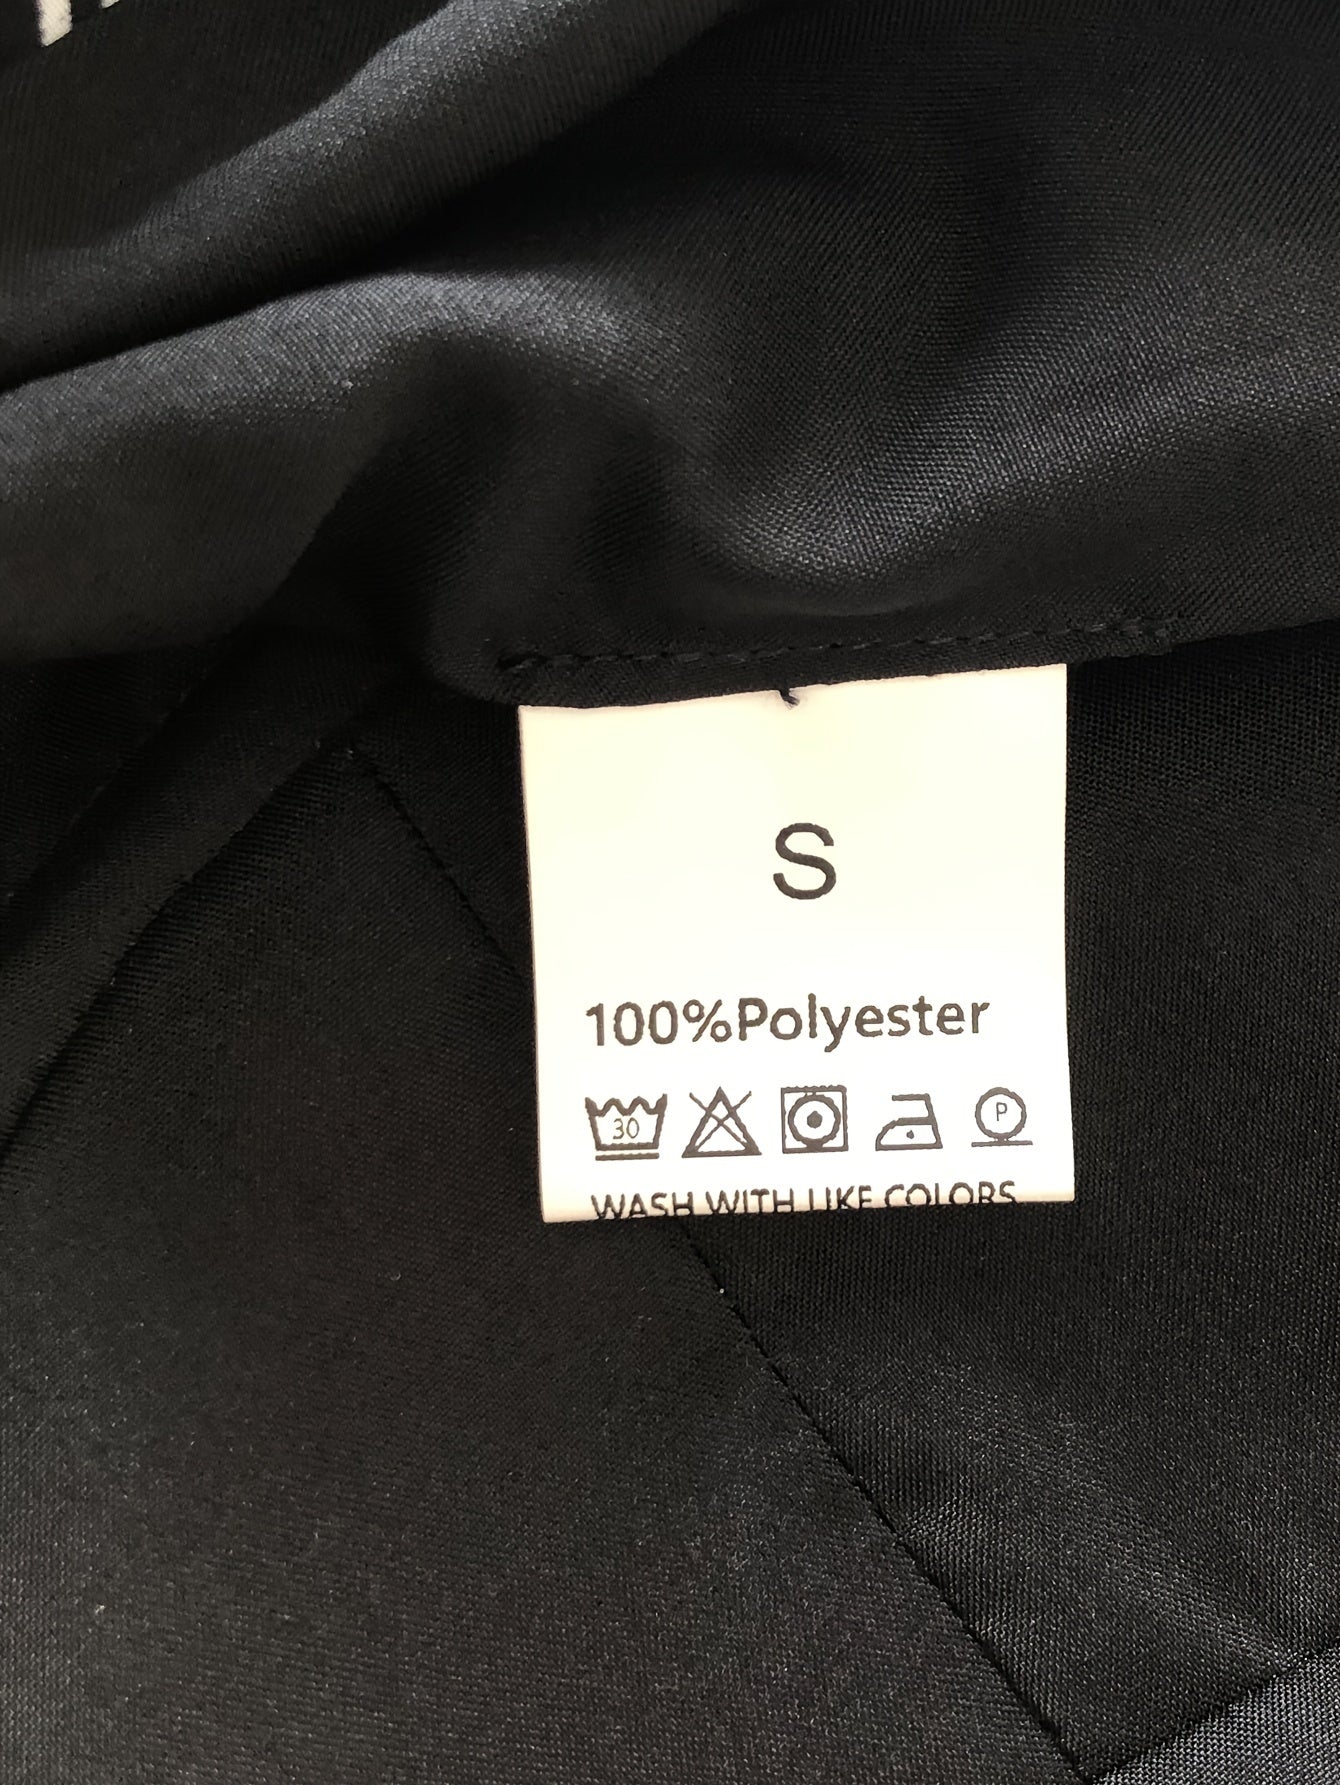 S
100%Polyester
30 P
WASH WITH LIKE COLORS